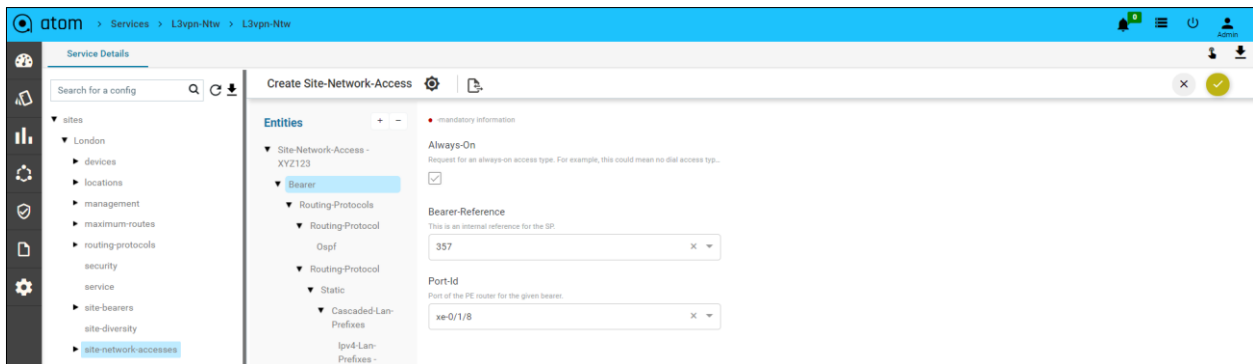 atom > Services > L3vpn-Ntw > L3vpn-Ntw
0
Admin
Service Details
Search for a config
sites
London
devices
locations
management
maximum-routes
routing-protocols
security
service
site-bearers
site-diversity
site-network-accesses
Create Site-Network-Access
Entities + -
Site-Network-Access -
XYZ123
Bearer
Routing-Protocols
Routing-Protocol
Ospf
Routing-Protocol
Static
Cascaded-Lan-
Prefixes
Ipv4-Lan-
Prefixes -
-mandatory information
Always-On
Request for an always-on access type. For example, this could mean no dial access typ...
Bearer-Reference
This is an internal reference for the SP.
357
Port-Id
Port of the PE router for the given bearer.
xe-0/1/8